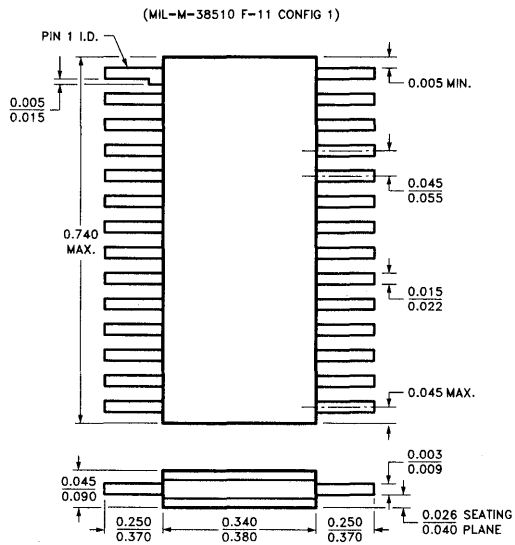 (MIL-M-38510 F-11 CONFIG 1)
PIN 1 I.D.
0.005
0.015
0.005 MIN.
0.045
0.055
0.740
MAX.
0.015
0.022
0.045 MAX.
0.045
0.090
0.003
0.009
0.026 SEATING
0.040 PLANE
0.250
0.370
0.340
0.380
0.250
0.370